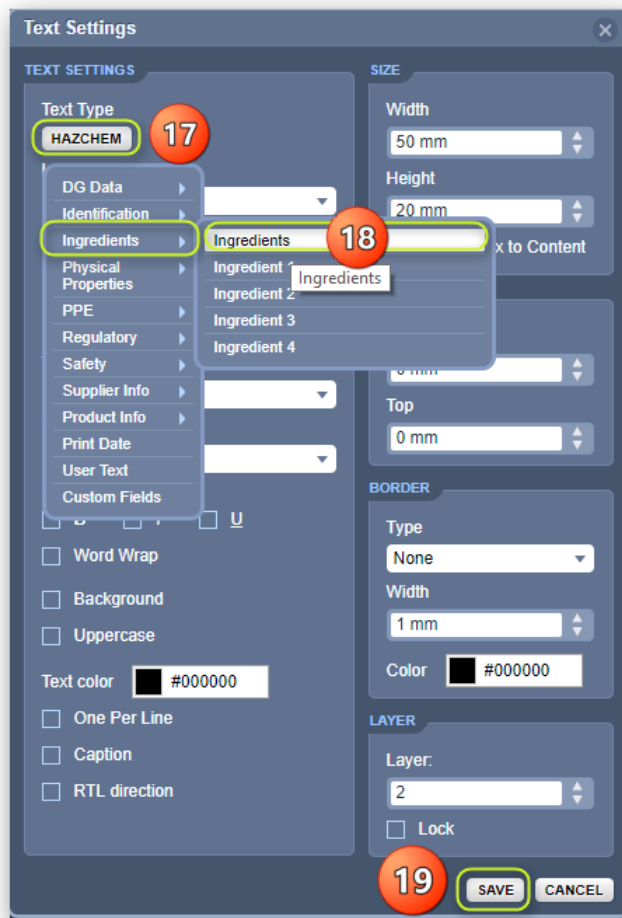 Text Settings
TEXT SETTINGS
Text Type
HAZCHEM
17
DG Data
Identification
Ingredients
Physical
Properties
PPE
Regulatory
Safety
Supplier Info
Product Info
Print Date
User Text
Custom Fields
Ingredients
18
Ingredient 1
Ingredients
Ingredient 2
Ingredient 3
Ingredient 4
U
Word Wrap
Background
Uppercase
Text color #000000
One Per Line
Caption
RTL direction
SIZE
Width
50 mm
Height
20 mm
x to Content
0 mm
Top
0 mm
BORDER
Type
None
Width
1 mm
Color #000000
LAYER
Layer:
2
Lock
19
SAVE CANCEL